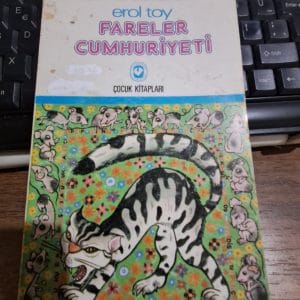 erol toy
FARELER
CUMHURİYETİ
ÇOCUK KİTAPLARI